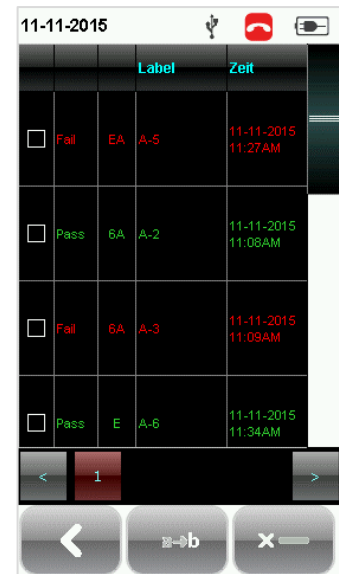 11-11-2015
Label Zeit
Fail EA A-5 11-11-2015
11:27AM
Pass 6A A-2 11-11-2015
11:08AM
Fail 6A A-3 11-11-2015
11:09AM
Pass E A-6 11-11-2015
11:34AM
< 1 >